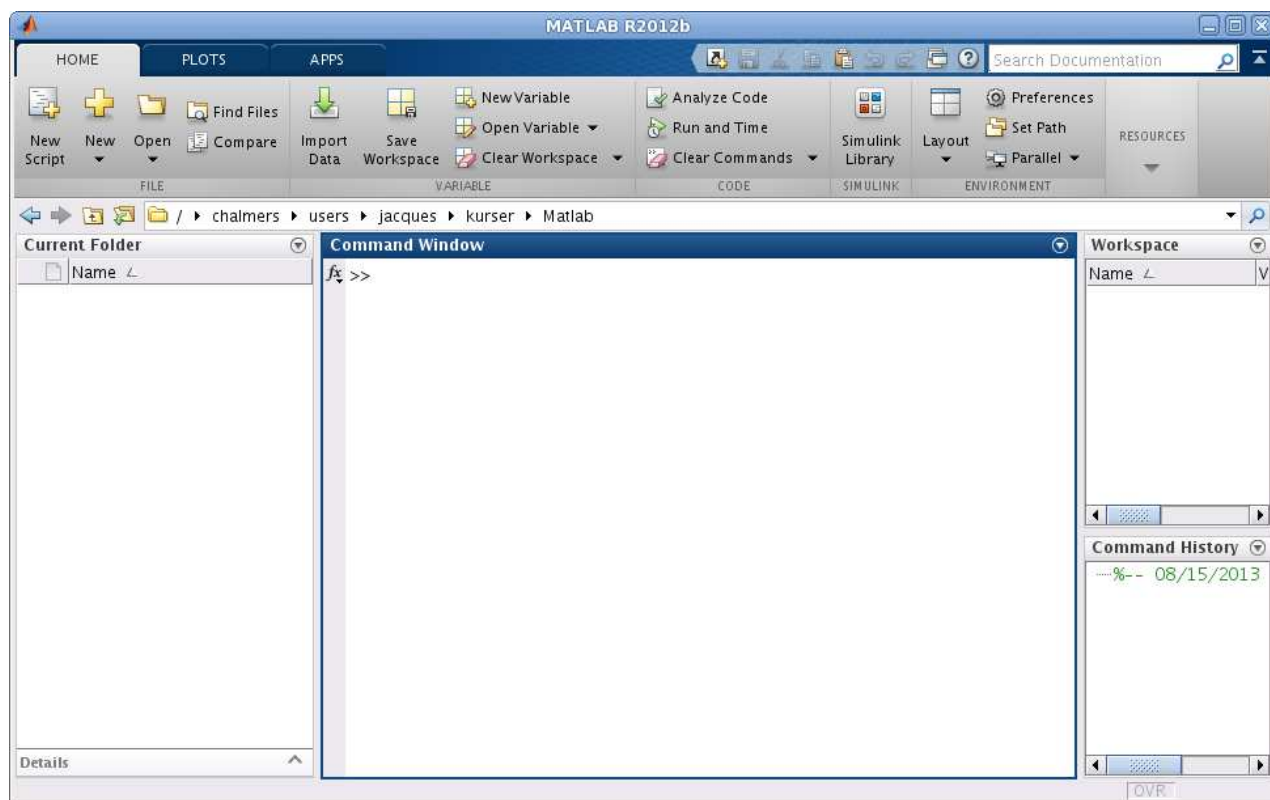 MATLAB R2012b
HOME PLOTS APPS Search Documentation
New Script New Open Find Files Compare Import Data Save Workspace New Variable Open Variable Clear Workspace Analyze Code Run and Time Clear Commands Simulink Library Layout Preferences Set Path Parallel RESOURCES
FILE VARIABLE CODE SIMULINK ENVIRONMENT
/ chalmers users jacques kurser Matlab
Current Folder Command Window Workspace
Name fx >> Name V
Command History
%-- 08/15/2013
Details
OVR